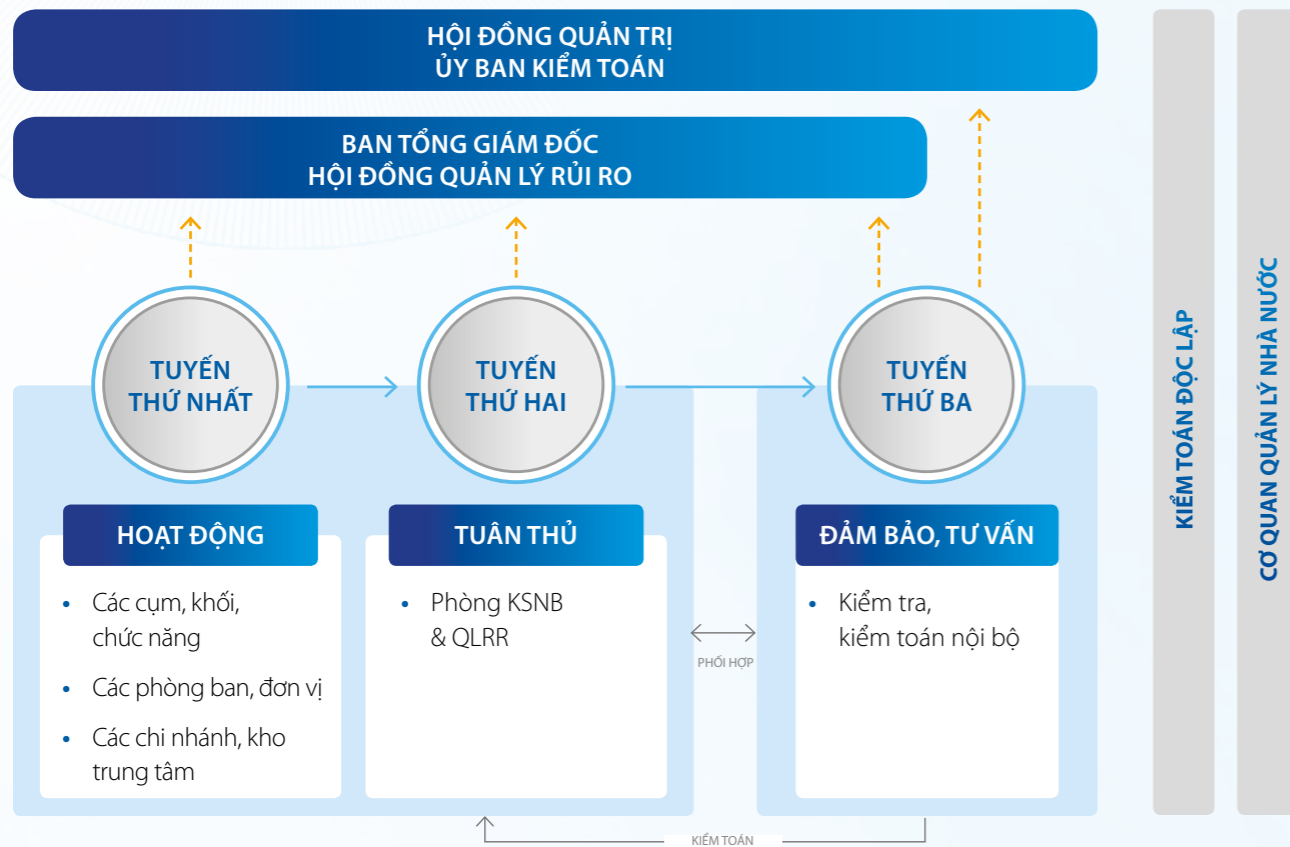 HỘI ĐỒNG QUẢN TRỊ
ỦY BAN KIỂM TOÁN
BAN TỔNG GIÁM ĐỐC
HỘI ĐỒNG QUẢN LÝ RỦI RO
TUYẾN
THỨ NHẤT
TUYẾN
THỨ HAI
TUYẾN
THỨ BA
HOẠT ĐỘNG
• Các cụm, khối,
chức năng
• Các phòng ban, đơn vị
• Các chi nhánh, kho
trung tâm
TUÂN THỦ
• Phòng KSNB
& QLRR
PHỐI HỢP
ĐẢM BẢO, TƯ VẤN
• Kiểm tra,
kiểm toán nội bộ
KIỂM TOÁN
KIỂM TOÁN ĐỘC LẬP
CƠ QUAN QUẢN LÝ NHÀ NƯỚC